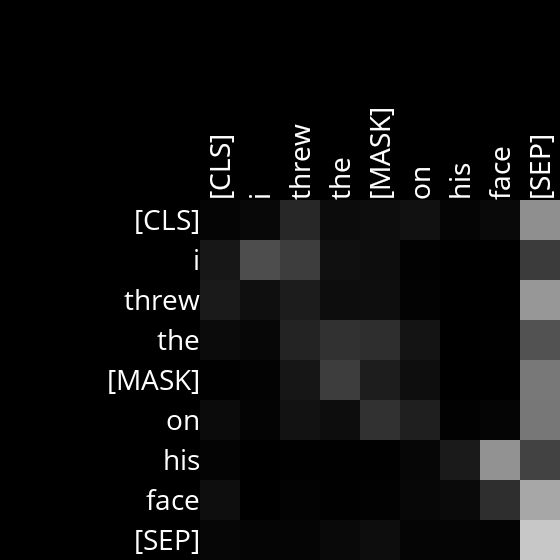 [CLS] i threw the [MASK] on his face [SEP]
[CLS]
i
threw
the
[MASK]
on
his
face
[SEP]